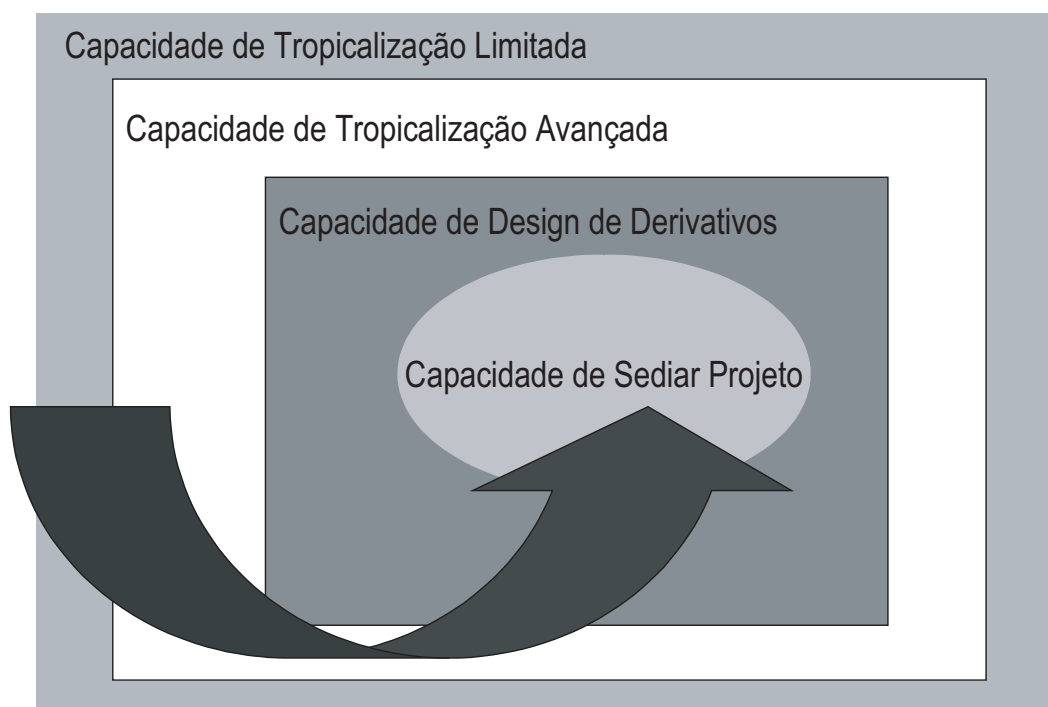 Capacidade de Tropicalização Limitada
Capacidade de Tropicalização Avançada
Capacidade de Design de Derivativos
Capacidade de Sediar Projeto